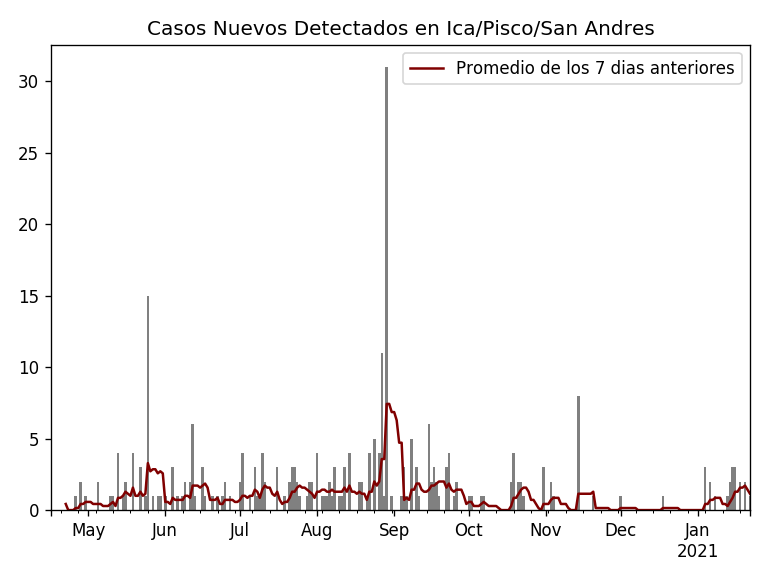 Casos Nuevos Detectados en Ica/Pisco/San Andres
Promedio de los 7 dias anteriores
30
25
20
15
10
5
0
May Jun Jul Aug Sep Oct Nov Dec Jan
2021